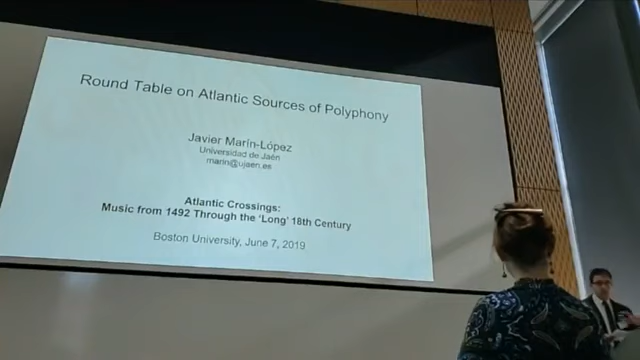 Round Table on Atlantic Sources of Polyphony
Javier Marín-López
Universidad de Jaén
marin@ujaen.es
Atlantic Crossings:
Music from 1492 Through the 'Long' 18th Century
Boston University, June 7, 2019